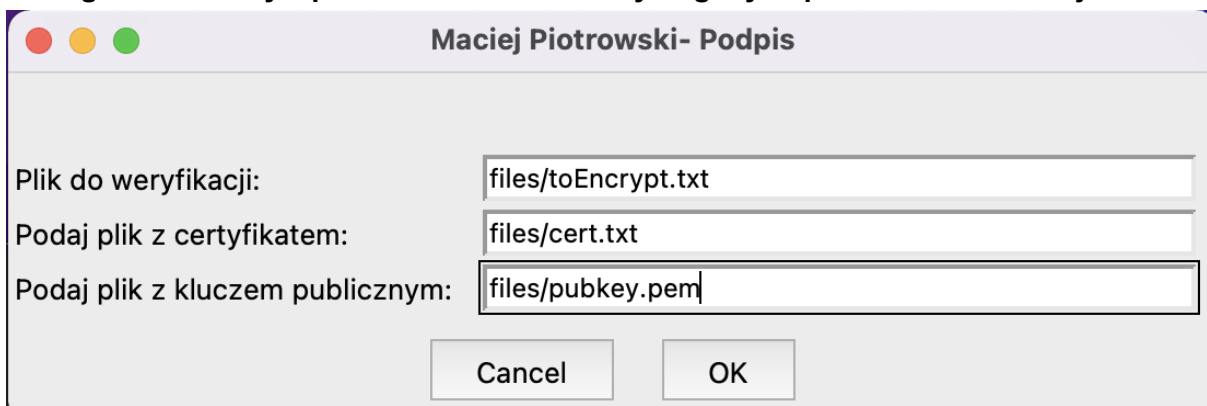 Maciej Piotrowski- Podpis
Plik do weryfikacji: files/toEncrypt.txt
Podaj plik z certyfikatem: files/cert.txt
Podaj plik z kluczem publicznym: files/pubkey.pem
Cancel OK